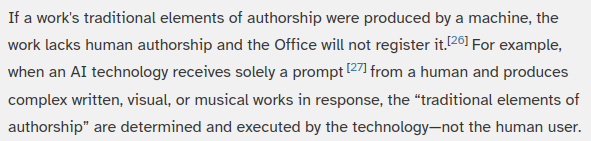 If a work's traditional elements of authorship were produced by a machine, the
work lacks human authorship and the Office will not register it.[26] For example,
when an AI technology receives solely a prompt [27] from a human and produces
complex written, visual, or musical works in response, the “traditional elements of
authorship” are determined and executed by the technology—not the human user.